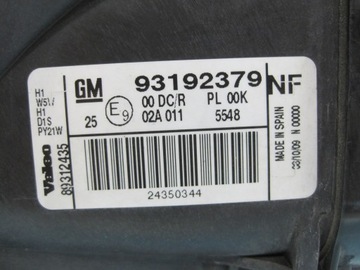 GM 93192379 NF
25 E9 00 DC/R PL 00K
02A 011 5548
24350344
H1
W5W
H1
D1S
PY21W
Valeo
89312435
MADE IN SPAIN
N 00000